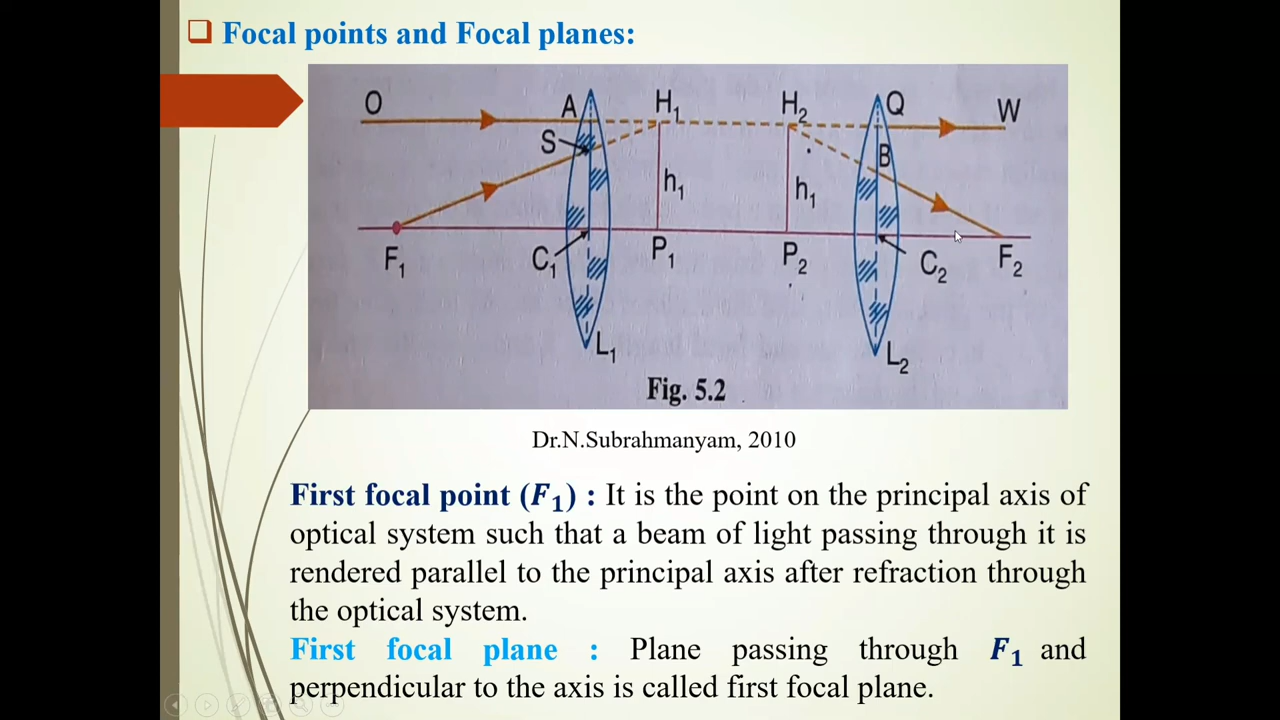 Focal points and Focal planes:
O A H₁ H₂ Q W
S B
h₁ h₁
F₁ C₁ P₁ P₂ C₂ F₂
L₁ L₂
Fig. 5.2
Dr.N.Subrahmanyam, 2010
First focal point (F₁) : It is the point on the principal axis of
optical system such that a beam of light passing through it is
rendered parallel to the principal axis after refraction through
the optical system.
First focal plane : Plane passing through F₁ and
perpendicular to the axis is called first focal plane.